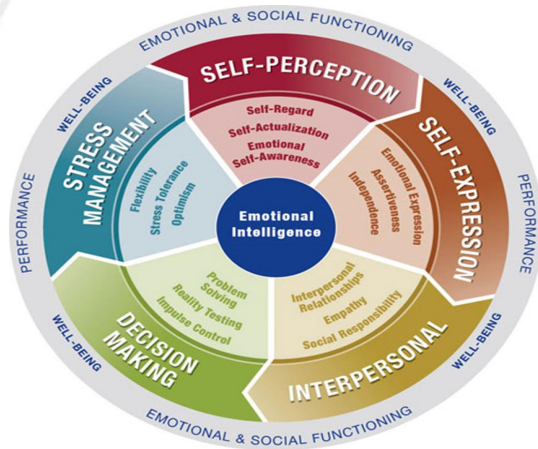 EMOTIONAL & SOCIAL FUNCTIONING
WELL-BEING
WELL-BEING
PERFORMANCE
PERFORMANCE
SELF-PERCEPTION
Self-Regard
Self-Actualization
Emotional
Self-Awareness
SELF-EXPRESSION
Emotional Expression
Assertiveness
Independence
STRESS
MANAGEMENT
Flexibility
Stress Tolerance
Optimism
Emotional
Intelligence
Problem
Solving
Reality Testing
Impulse Control
DECISION
MAKING
Interpersonal
Relationships
Empathy
Social Responsibility
INTERPERSONAL
WELL-BEING
WELL-BEING
EMOTIONAL & SOCIAL FUNCTIONING